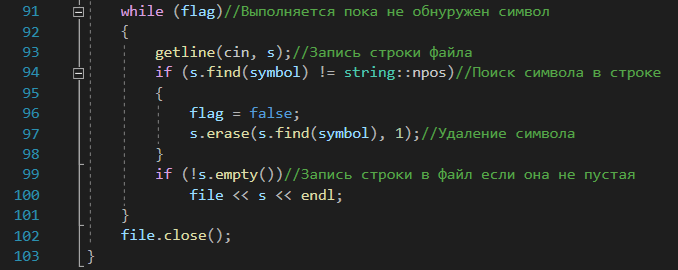 91 while (flag)//Выполняется пока не обнуружен символ
92 {
93 getline(cin, s);//Запись строки файла
94 if (s.find(symbol) != string::npos)//Поиск символа в строке
95 {
96 flag = false;
97 s.erase(s.find(symbol), 1);//Удаление символа
98 }
99 if (!s.empty())//Запись строки в файл если она не пустая
100 file << s << endl;
101 }
102 file.close();
103 }